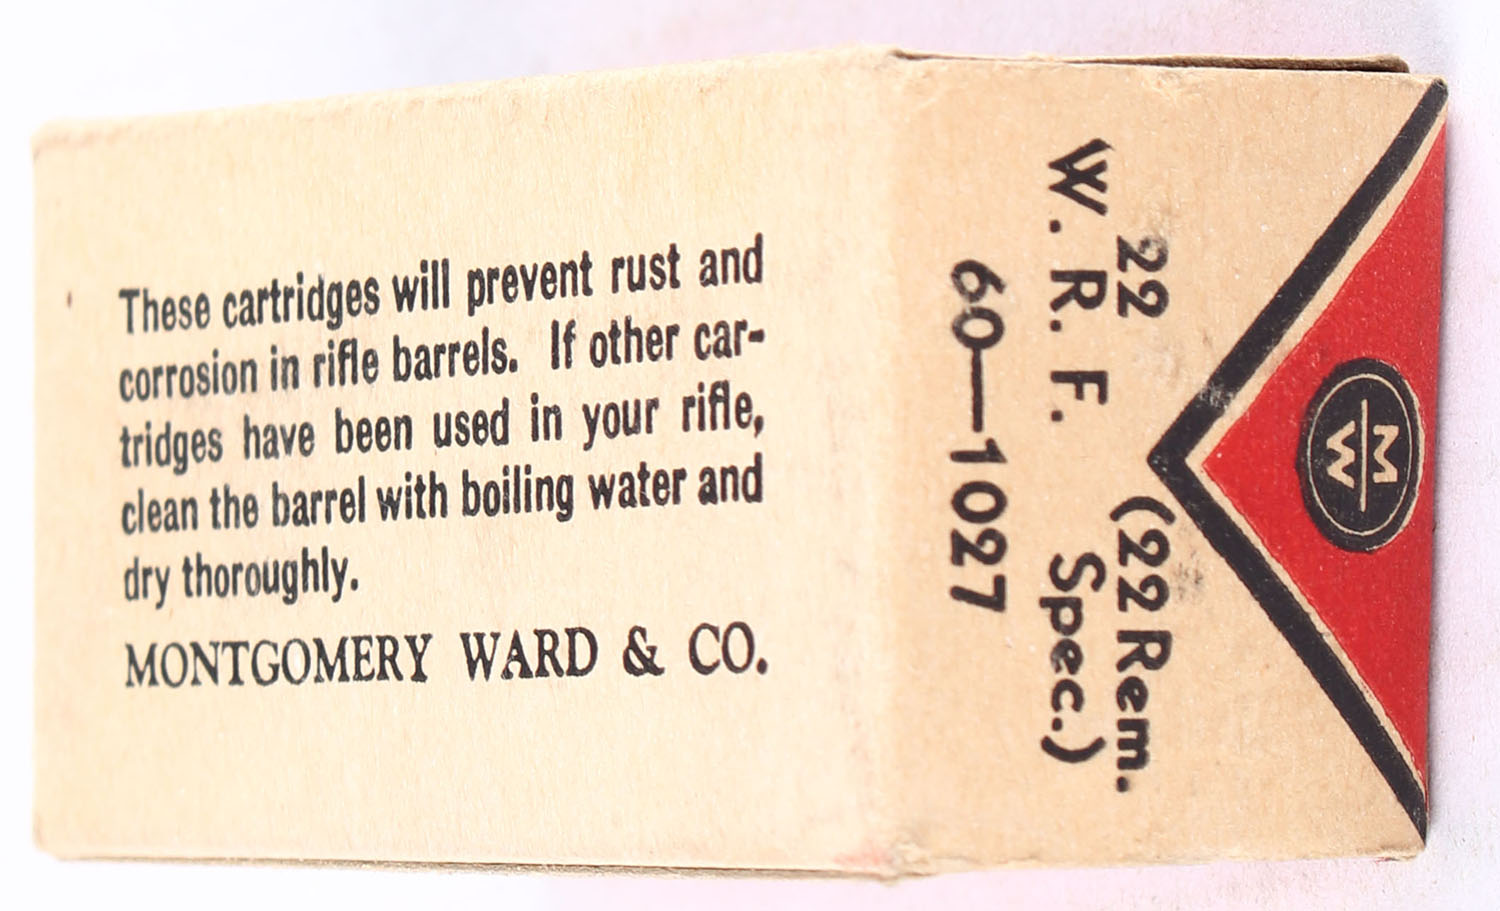 These cartridges will prevent rust and
corrosion in rifle barrels. If other car-
tridges have been used in your rifle,
clean the barrel with boiling water and
dry thoroughly.
MONTGOMERY WARD & CO.
M
W
22 (22 Rem.
W. R. F. Spec.)
60—1027